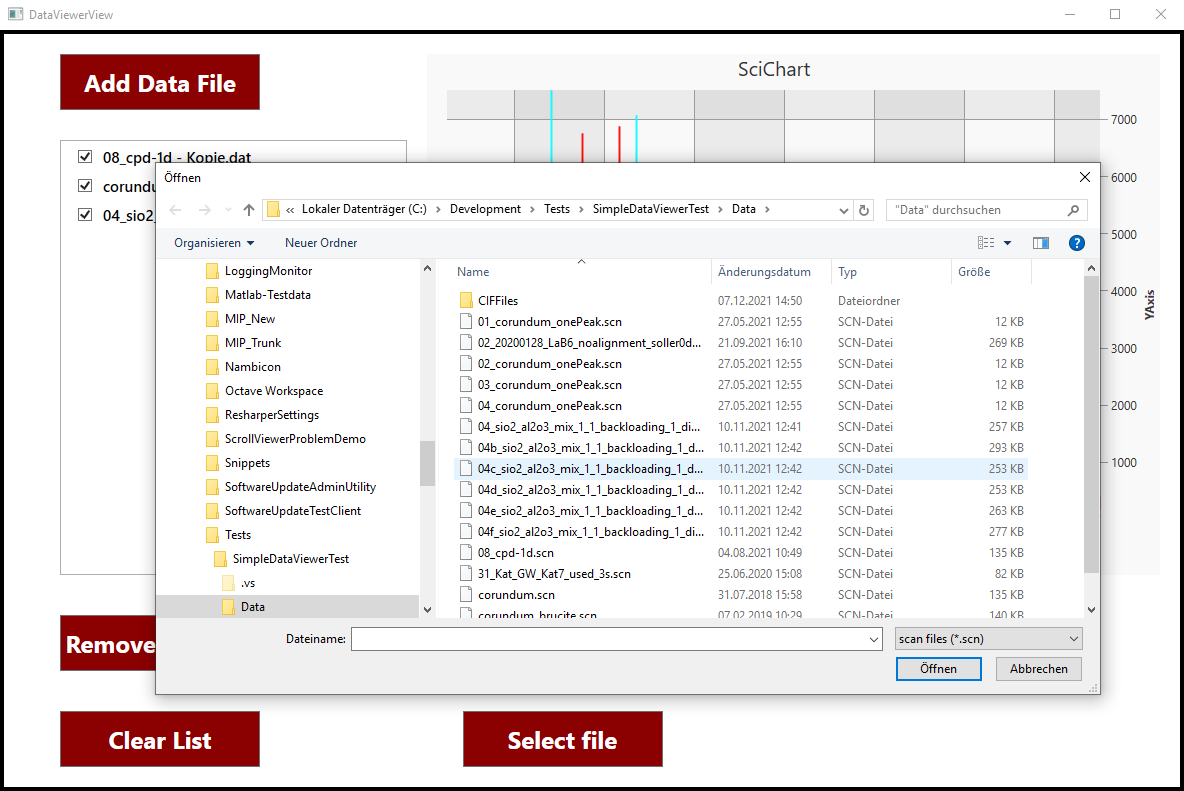 DataViewerView
Add Data File
SciChart
08_cpd-1d - Kopie.dat
corundu
04_sio2_
7000
6000
5000
4000
3000
2000
1000
YAxis
Öffnen
« Lokaler Datenträger (C:) › Development › Tests › SimpleDataViewerTest › Data ›
"Data" durchsuchen
Organisieren
Neuer Ordner
?
LoggingMonitor
Matlab-Testdata
MIP_New
MIP_Trunk
Nambicon
Octave Workspace
ResharperSettings
ScrollViewerProblemDemo
Snippets
SoftwareUpdateAdminUtility
SoftwareUpdateTestClient
Tests
SimpleDataViewerTest
.vs
Data
Name Änderungsdatum Typ Größe
CIFFiles 07.12.2021 14:50 Dateiordner
01_corundum_onePeak.scn 27.05.2021 12:55 SCN-Datei 12 KB
02_20200128_LaB6_noalignment_soller0d... 21.09.2021 16:10 SCN-Datei 269 KB
02_corundum_onePeak.scn 27.05.2021 12:55 SCN-Datei 12 KB
03_corundum_onePeak.scn 27.05.2021 12:55 SCN-Datei 12 KB
04_corundum_onePeak.scn 27.05.2021 12:55 SCN-Datei 12 KB
04_sio2_al2o3_mix_1_1_backloading_1_di... 10.11.2021 12:41 SCN-Datei 257 KB
04b_sio2_al2o3_mix_1_1_backloading_1_d... 10.11.2021 12:42 SCN-Datei 293 KB
04c_sio2_al2o3_mix_1_1_backloading_1_d... 10.11.2021 12:42 SCN-Datei 253 KB
04d_sio2_al2o3_mix_1_1_backloading_1_d... 10.11.2021 12:42 SCN-Datei 253 KB
04e_sio2_al2o3_mix_1_1_backloading_1_d... 10.11.2021 12:42 SCN-Datei 263 KB
04f_sio2_al2o3_mix_1_1_backloading_1_di... 10.11.2021 12:42 SCN-Datei 277 KB
08_cpd-1d.scn 04.08.2021 10:49 SCN-Datei 135 KB
31_Kat_GW_Kat7_used_3s.scn 25.06.2020 15:08 SCN-Datei 82 KB
corundum.scn 31.07.2018 15:58 SCN-Datei 135 KB
corundum_brucite.scn 07.02.2019 10:29 SCN-Datei 140 KB
Dateiname:
scan files (*.scn)
Öffnen
Abbrechen
Remove
Clear List
Select file